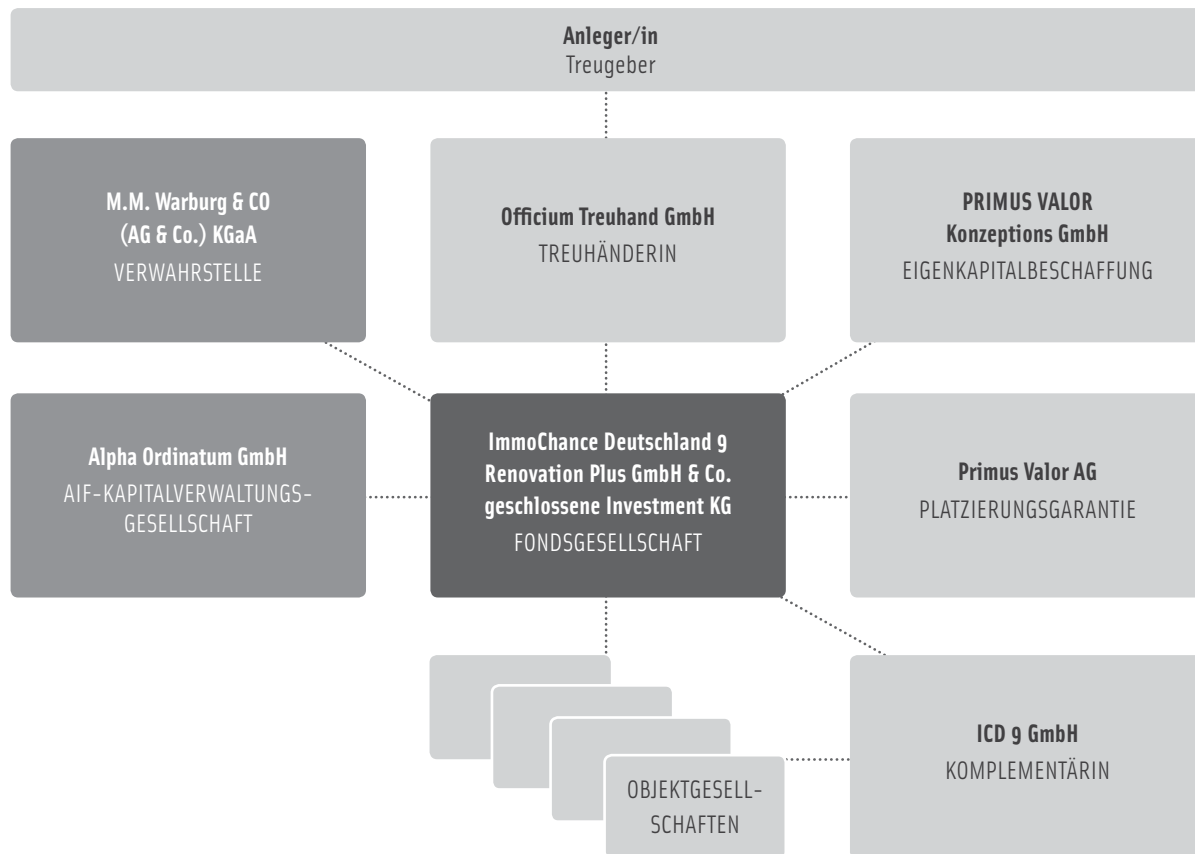 Anleger/in
Treugeber
M.M. Warburg & CO
(AG & Co.) KGaA
VERWAHRSTELLE
Officium Treuhand GmbH
TREUHÄNDERIN
PRIMUS VALOR
Konzeptions GmbH
EIGENKAPITALBESCHAFFUNG
Alpha Ordinatum GmbH
AIF-KAPITALVERWALTUNGS-
GESELLSCHAFT
ImmoChance Deutschland 9
Renovation Plus GmbH & Co.
geschlossene Investment KG
FONDSGESELLSCHAFT
Primus Valor AG
PLATZIERUNGSGARANTIE
OBJEKTGESELL-
SCHAFTEN
ICD 9 GmbH
KOMPLEMENTÄRIN